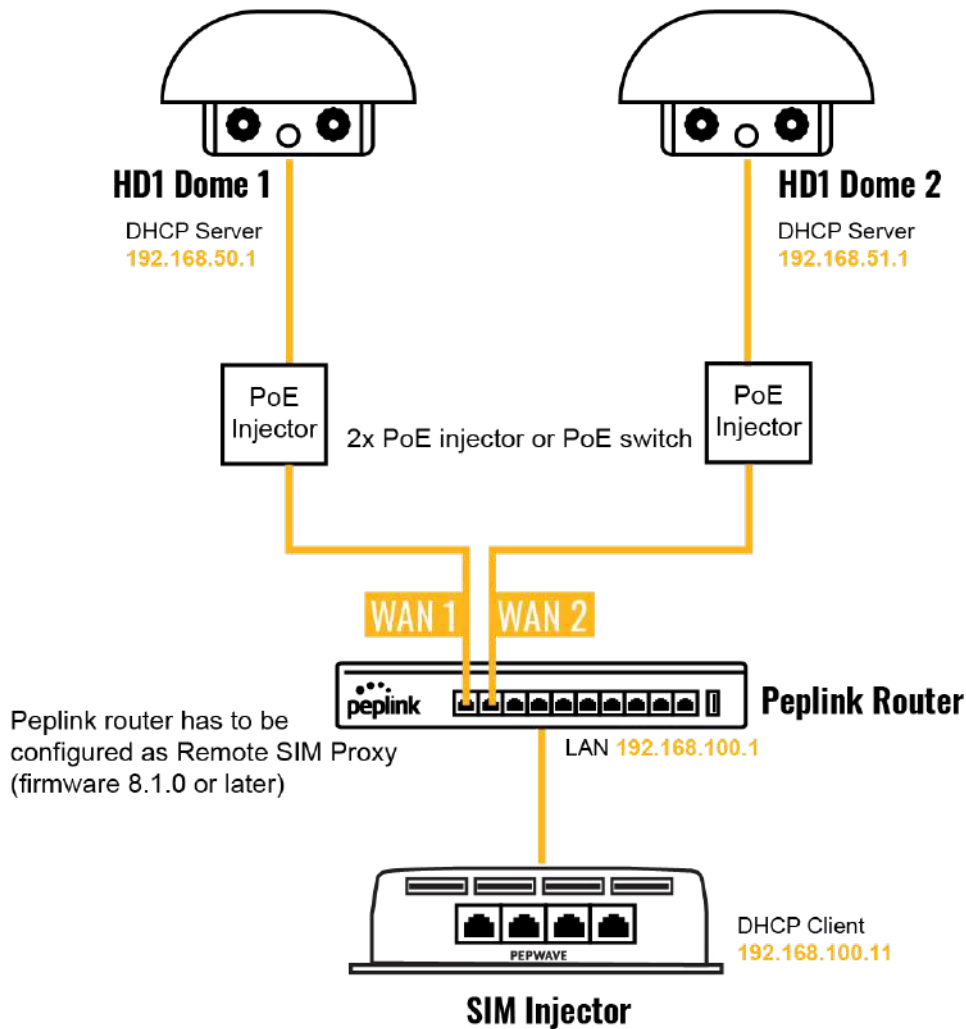 HD1 Dome 1
DHCP Server
192.168.50.1
HD1 Dome 2
DHCP Server
192.168.51.1
PoE
Injector
2x PoE injector or PoE switch
PoE
Injector
WAN 1
WAN 2
peplink
Peplink Router
Peplink router has to be
configured as Remote SIM Proxy
(firmware 8.1.0 or later)
LAN 192.168.100.1
PEPWAVE
DHCP Client
192.168.100.11
SIM Injector